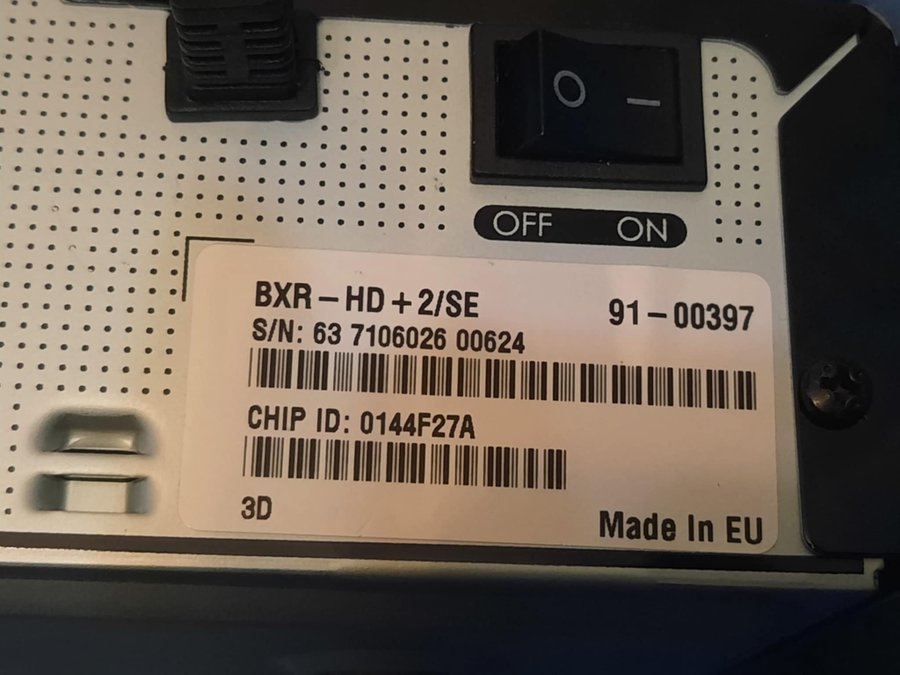 O I
OFF ON
BXR-HD+2/SE 91-00397
S/N: 63 7106026 00624
CHIP ID: 0144F27A
3D Made In EU